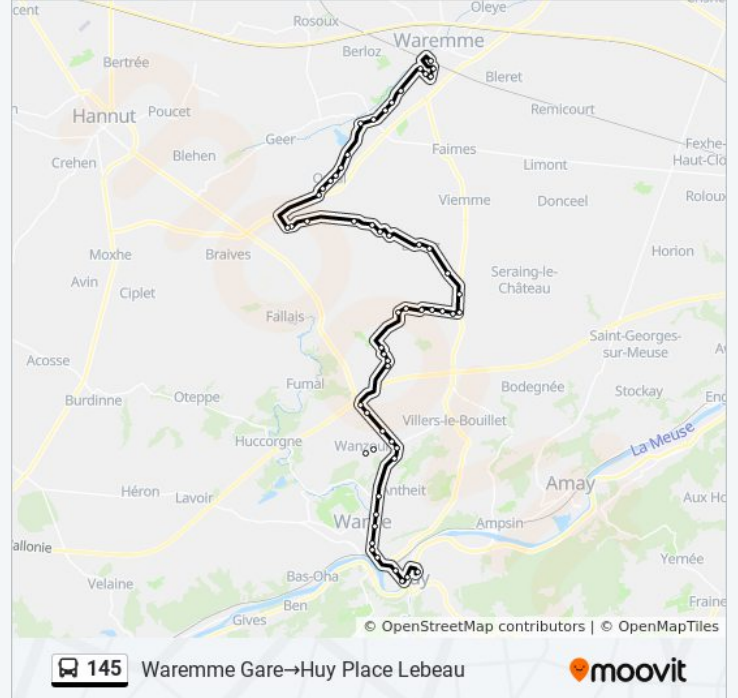 cent
Rosoux
Oleye
Waremme
Berloz
Bertrée
Bleret
Hannut
Poucet
Remicourt
Geer
Faimes
Fexhe-
Haut-Clo
Crehen
Blehen
Limont
Viemme
Donceel
Roloux
Moxhe
Braives
Horion
Seraing-le-
Château
Avin
Ciplet
Fallais
Saint-Georges-
sur-Meuse
Acosse
Fumal
Bodegnée
Stockay
Burdinne
Oteppe
Villers-le-Bouillet
Huccorgne
La Meuse
Héron
Lavoir
Antheit
Amay
Aux Ho
Ampsin
allonie
Yernée
Velaine
Bas-Oha
Ben
Gives
Fraine
© OpenStreetMap contributors | © OpenMapTiles
145 Waremme Gare→Huy Place Lebeau
moovit